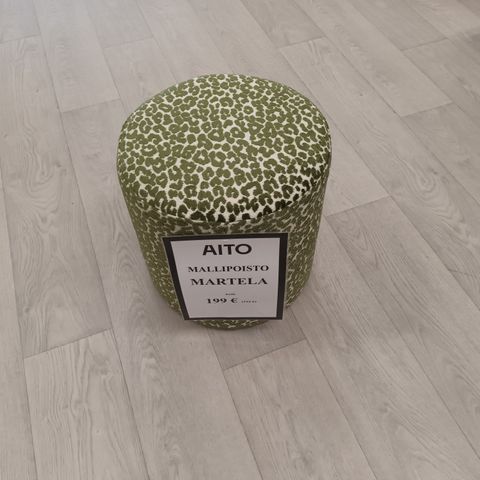 AITO
MALLIPOISTO
MARTELA
199 €